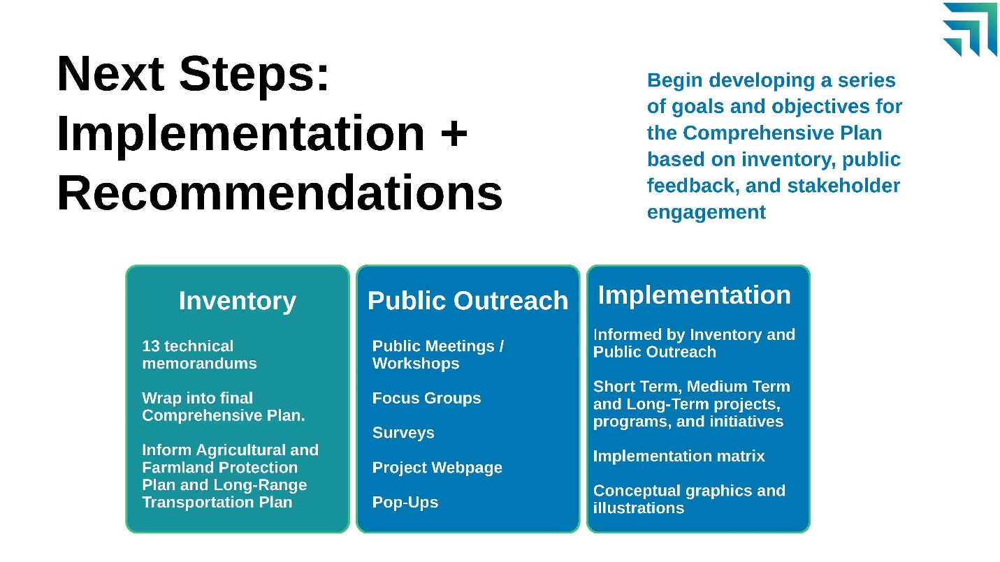 Next Steps:
Implementation +
Recommendations
Begin developing a series
of goals and objectives for
the Comprehensive Plan
based on inventory, public
feedback, and stakeholder
engagement
Inventory
13 technical
memorandums
Wrap into final
Comprehensive Plan.
Inform Agricultural and
Farmland Protection
Plan and Long-Range
Transportation Plan
Public Outreach
Public Meetings /
Workshops
Focus Groups
Surveys
Project Webpage
Pop-Ups
Implementation
Informed by Inventory and
Public Outreach
Short Term, Medium Term
and Long-Term projects,
programs, and initiatives
Implementation matrix
Conceptual graphics and
illustrations